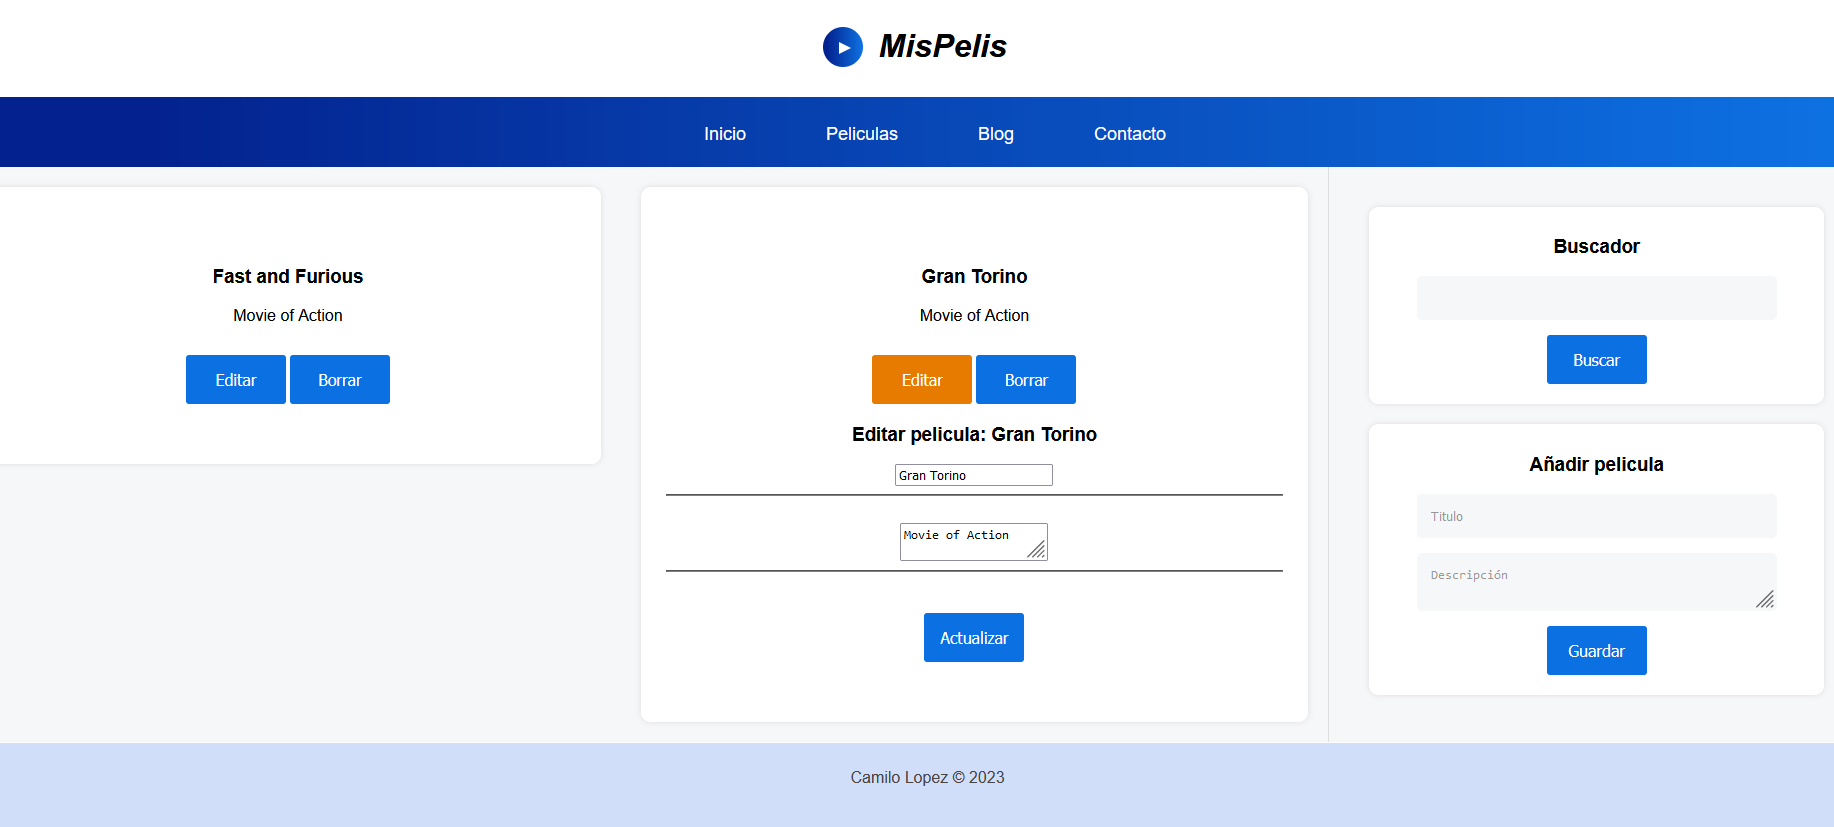 MisPelis
Inicio Peliculas Blog Contacto
Fast and Furious
Movie of Action
Editar Borrar
Gran Torino
Movie of Action
Editar Borrar
Editar pelicula: Gran Torino
Gran Torino
Movie of Action
Actualizar
Buscador
Buscar
Añadir pelicula
Titulo
Descripción
Guardar
Camilo Lopez © 2023